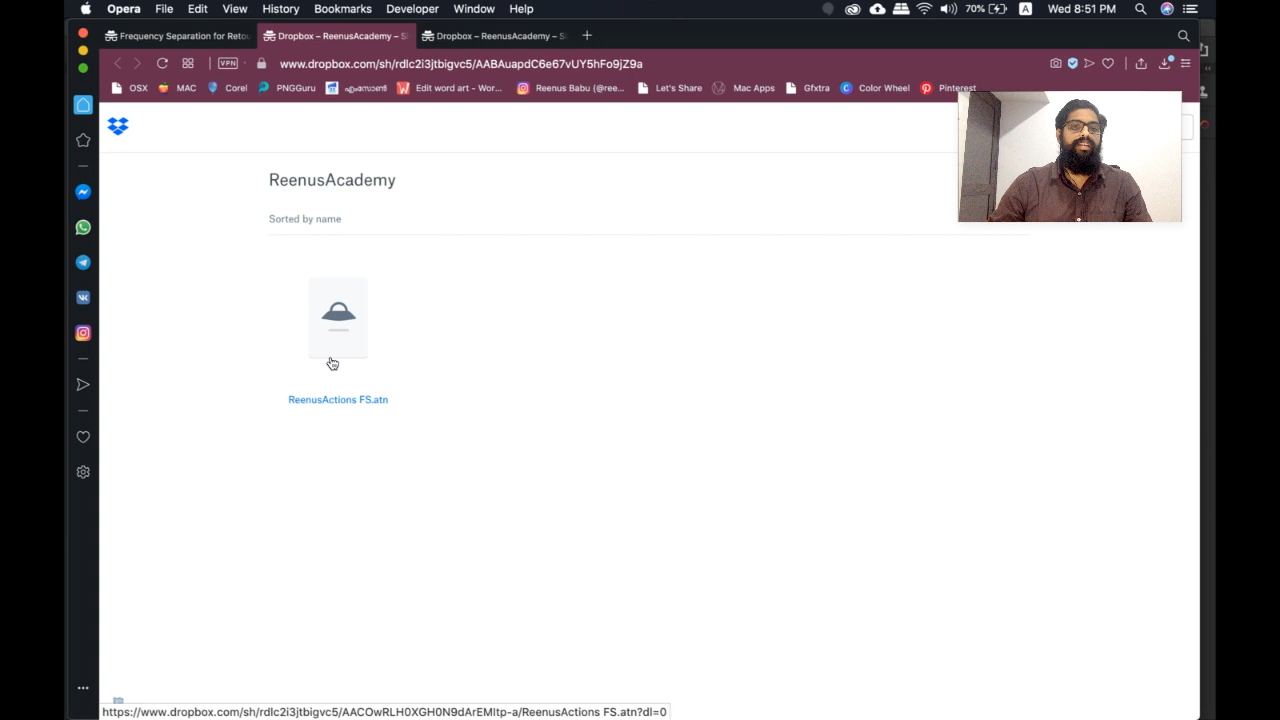 Opera File Edit View History Bookmarks Developer Window Help 70% A Wed 8:51 PM
Frequency Separation for Retou
Dropbox – ReenusAcademy – S
Dropbox – ReenusAcademy – S
VPN www.dropbox.com/sh/rdlc2i3jtbigvc5/AABAuapdC6e67vUY5hFo9jZ9a
OSX MAC Corel PNGGuru എംസോൺ Edit word art - Wor... Reenus Babu (@ree... Let's Share Mac Apps Gfxtra Color Wheel Pinterest
ReenusAcademy
Sorted by name
ReenusActions FS.atn
https://www.dropbox.com/sh/rdlc2i3jtbigvc5/AACOwRLH0XGH0N9dArEMItp-a/ReenusActions FS.atn?dl=0